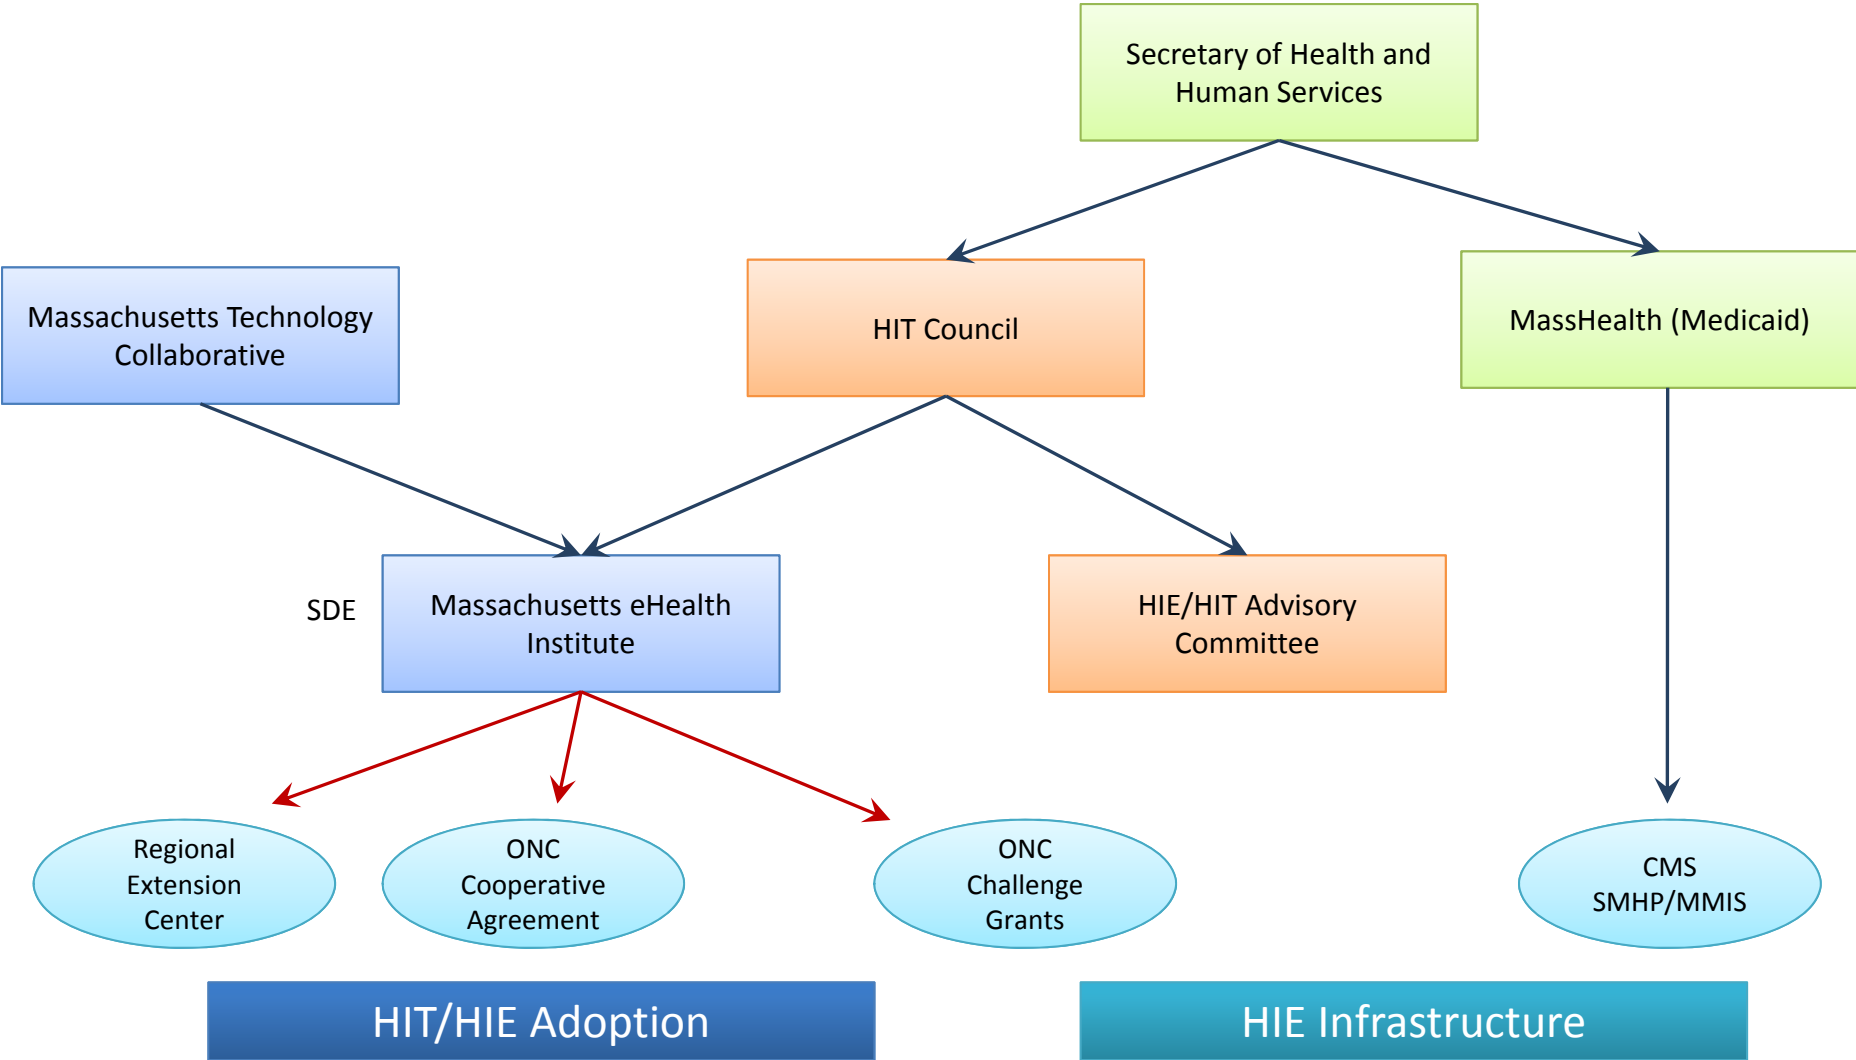 Secretary of Health and
Human Services
Massachusetts Technology
Collaborative
HIT Council
MassHealth (Medicaid)
SDE
Massachusetts eHealth
Institute
HIE/HIT Advisory
Committee
Regional
Extension
Center
ONC
Cooperative
Agreement
ONC
Challenge
Grants
CMS
SMHP/MMIS
HIT/HIE Adoption
HIE Infrastructure